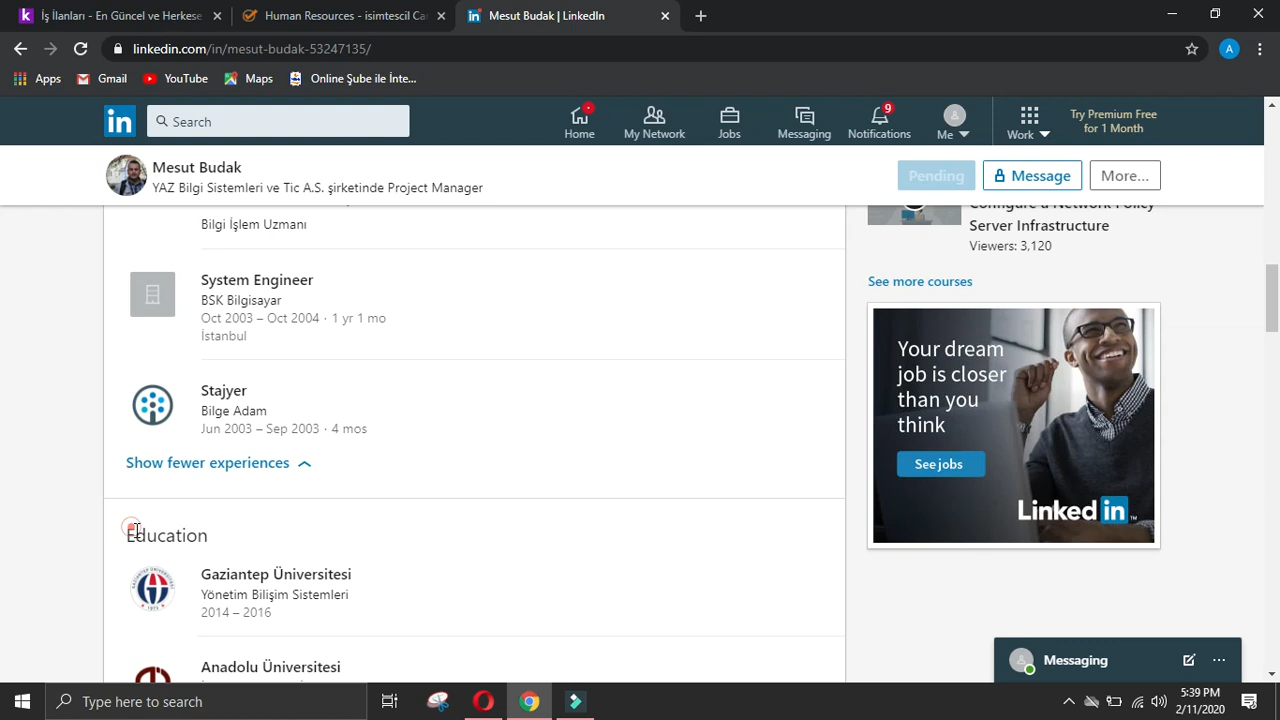 İş İlanları - En Güncel ve Herkese
Human Resources - isimtescil Car
Mesut Budak | LinkedIn
linkedin.com/in/mesut-budak-53247135/
A
Apps
Gmail
YouTube
Maps
Online Şube ile İnte...
in
Search
Home
My Network
Jobs
Messaging
9
Notifications
Me
Work
Try Premium Free
for 1 Month
Mesut Budak
YAZ Bilgi Sistemleri ve Tic A.S. şirketinde Project Manager
Pending
Message
More...
Bilgi İşlem Uzmanı
System Engineer
BSK Bilgisayar
Oct 2003 – Oct 2004 · 1 yr 1 mo
İstanbul
Stajyer
Bilge Adam
Jun 2003 – Sep 2003 · 4 mos
Show fewer experiences
Education
Gaziantep Üniversitesi
Yönetim Bilişim Sistemleri
2014 – 2016
Anadolu Üniversitesi
Configure a Network Policy
Server Infrastructure
Viewers: 3,120
See more courses
Your dream
job is closer
than you
think
See jobs
LinkedIn
Messaging
Type here to search
5:39 PM
2/11/2020